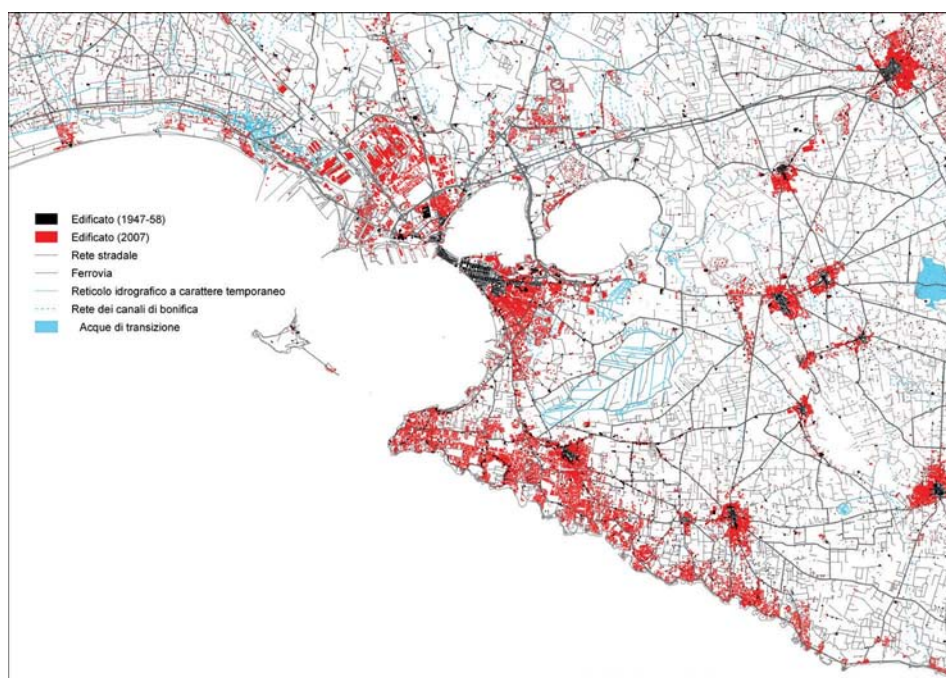 Edificato (1947-58)
Edificato (2007)
Rete stradale
Ferrovia
Reticolo idrografico a carattere temporaneo
Rete dei canali di bonifica
Acque di transizione